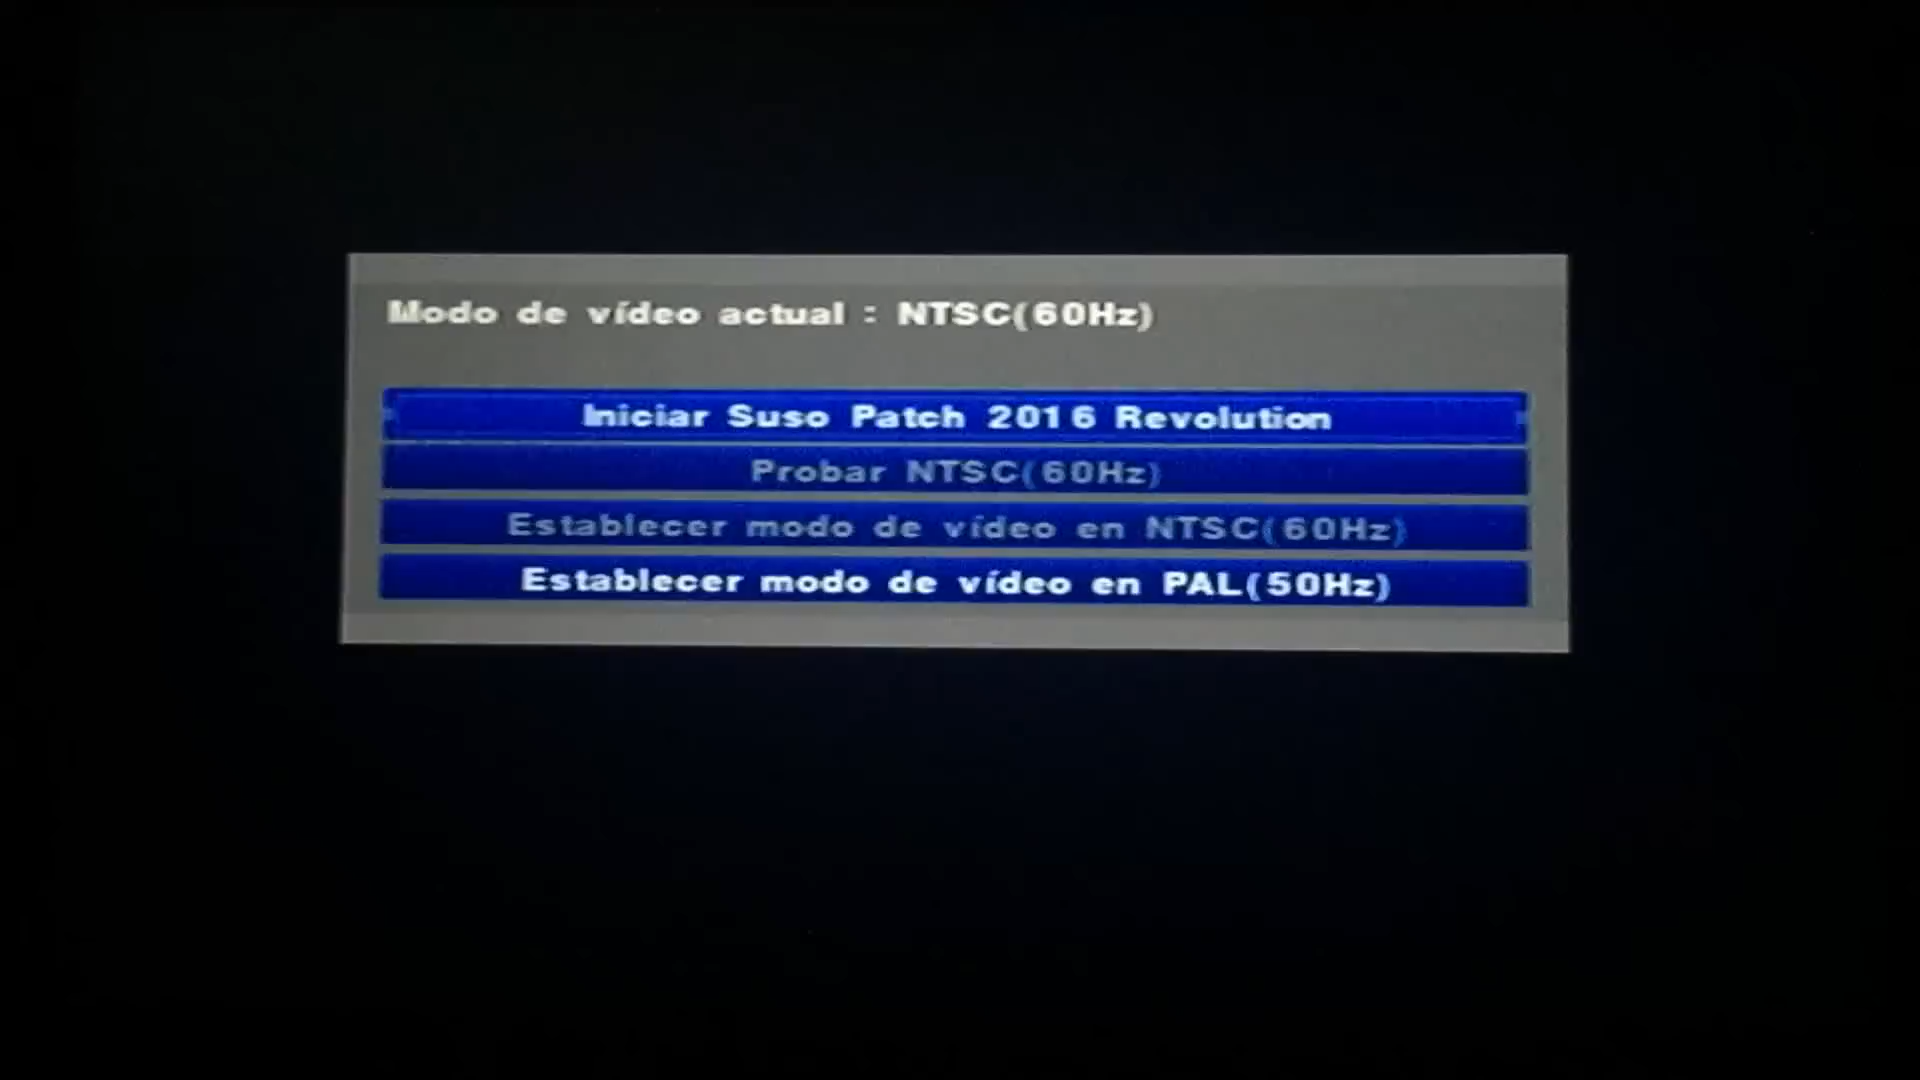 Modo de vídeo actual : NTSC(60Hz)
Iniciar Suso Patch 2016 Revolution
Probar NTSC(60Hz)
Establecer modo de vídeo en NTSC(60Hz)
Establecer modo de vídeo en PAL(50Hz)